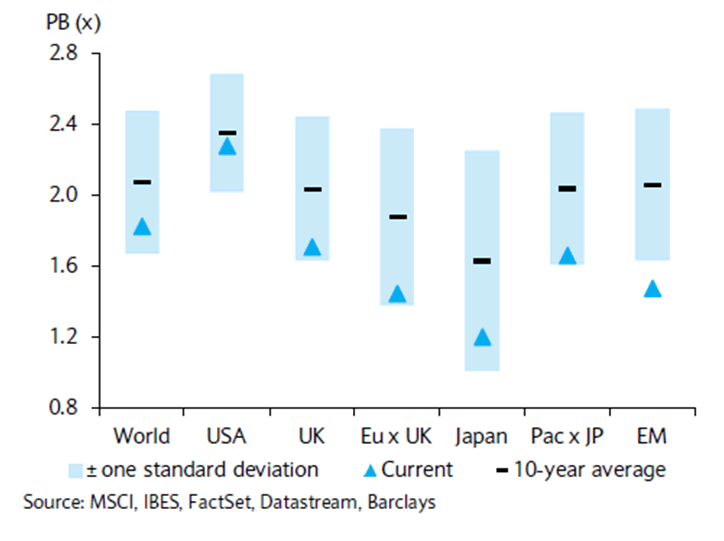 PB (x)
2.8
2.4
2.0
1.6
1.2
0.8
World USA UK Eu x UK Japan Pac x JP EM
± one standard deviation Current 10-year average
Source: MSCI, IBES, FactSet, Datastream, Barclays